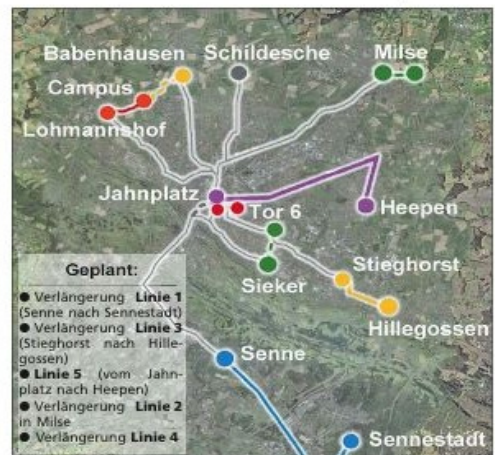 Babenhausen Schildesche Milse
Campus
Lohmannshof
Jahnplatz
Tor 6
Heepen
Stieghorst
Sieker
Hillegossen
Senne
Sennestadt
Geplant:
● Verlängerung Linie 1
(Senne nach Sennestadt)
● Verlängerung Linie 3
(Stieghorst nach Hille-
gossen)
● Linie 5 (vom Jahn-
platz nach Heepen)
● Verlängerung Linie 2
in Milse
● Verlängerung Linie 4